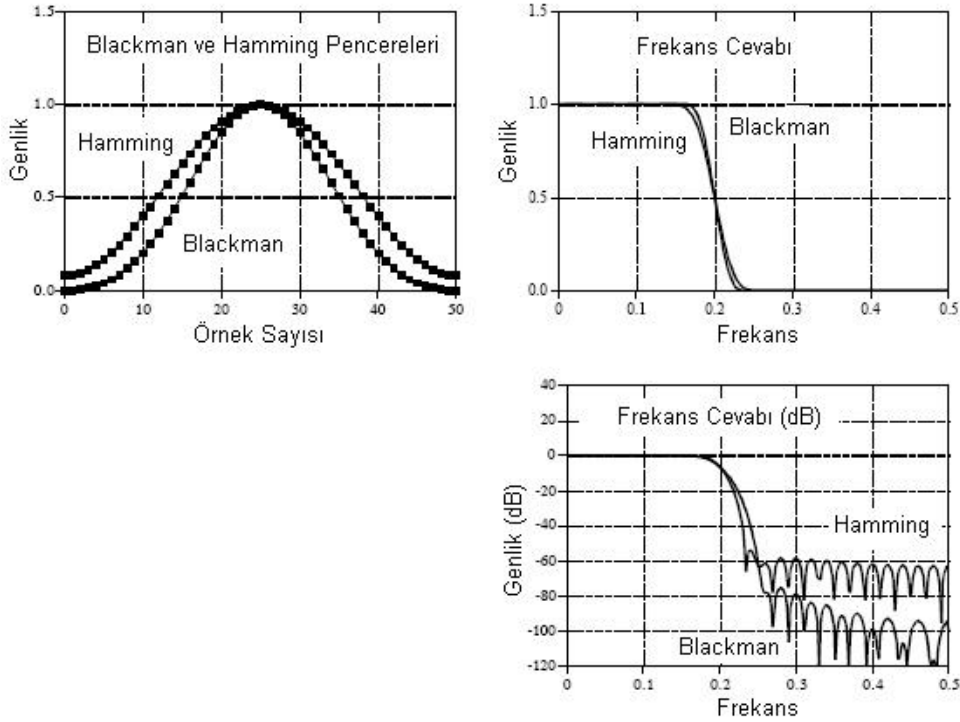 Blackman ve Hamming Pencereleri
1.5
1.0
0.5
0.0
Genlik
Hamming
Blackman
0
10
20
30
40
50
Örnek Sayısı
Frekans Cevabı
1.5
1.0
0.5
0.0
Genlik
Hamming
Blackman
0
0.1
0.2
0.3
0.4
0.5
Frekans
Frekans Cevabı (dB)
40
20
0
-20
-40
-60
-80
-100
-120
Genlik (dB)
Hamming
Blackman
0
0.1
0.2
0.3
0.4
0.5
Frekans